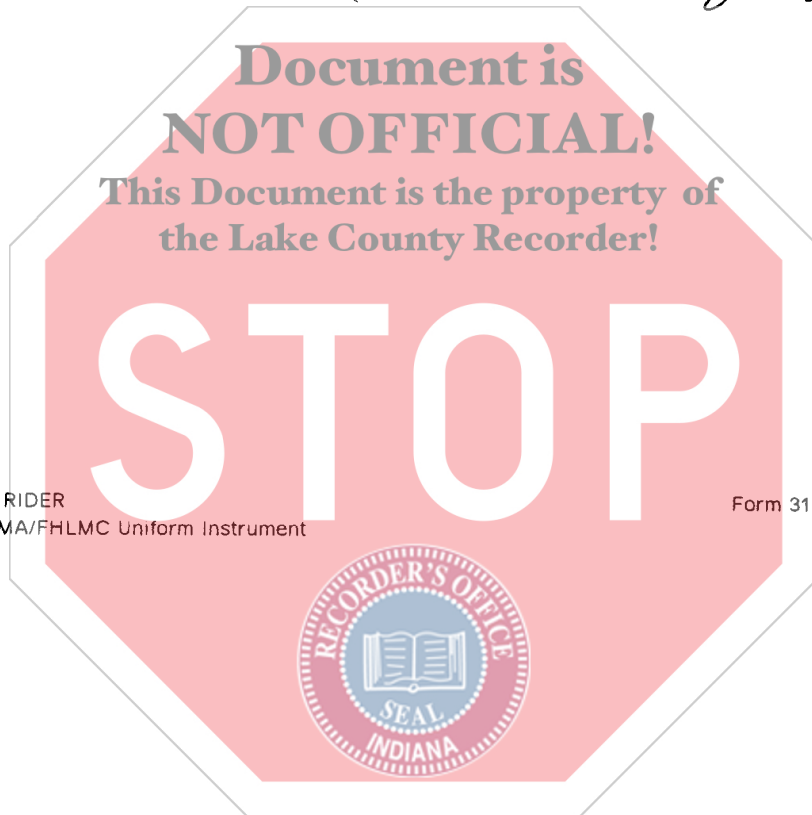 Document is
NOT OFFICIAL!
This Document is the property of
the Lake County Recorder!
STOP
RIDER
Form 31
MA/FHLMC Uniform Instrument
RECORDER'S OFFICE
SEAL
INDIANA